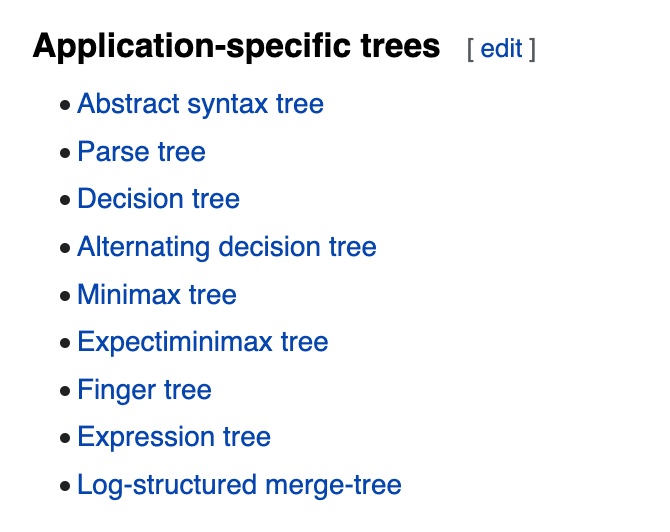 Application-specific trees [ edit ]
• Abstract syntax tree
• Parse tree
• Decision tree
• Alternating decision tree
• Minimax tree
• Expectiminimax tree
• Finger tree
• Expression tree
• Log-structured merge-tree